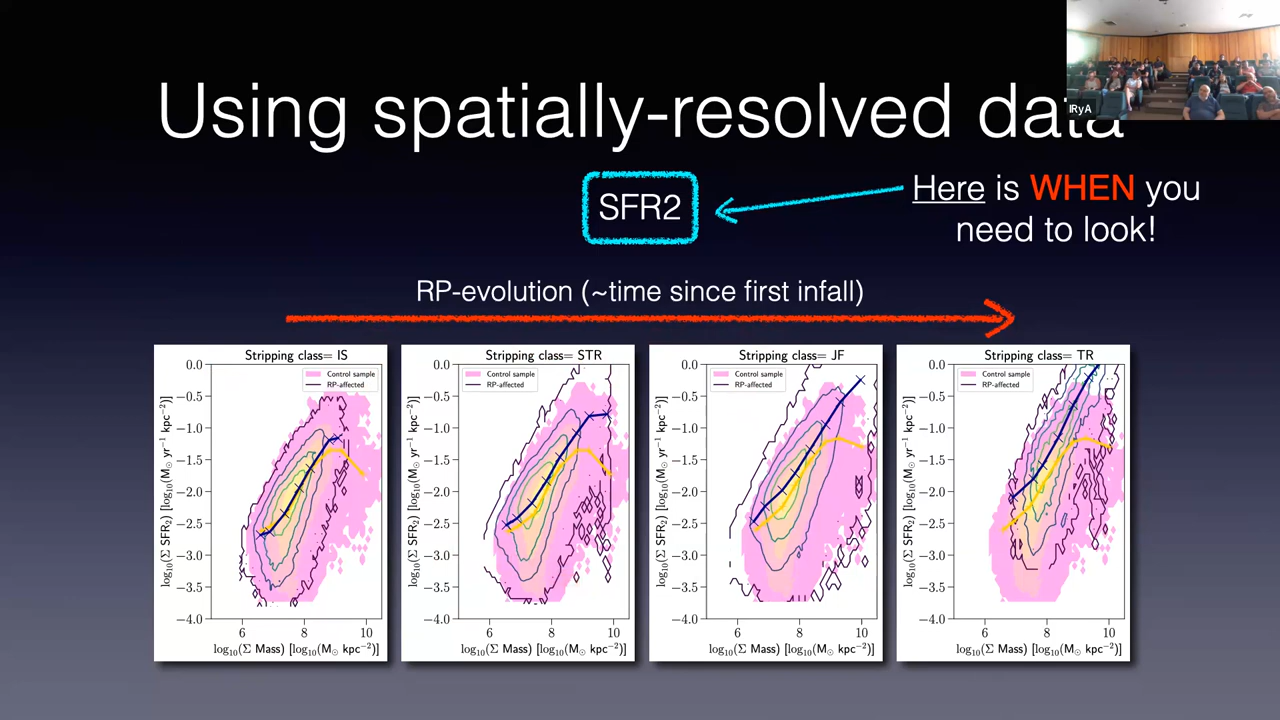 Using spatially-resolved data
IRyA
SFR2
Here is WHEN you
need to look!
RP-evolution (~time since first infall)
Stripping class= IS
Control sample
RP-affected
0.0
−0.5
−1.0
−1.5
−2.0
−2.5
−3.0
−3.5
−4.0
log₁₀(Σ SFR₂) [log₁₀(M⊙ yr⁻¹ kpc⁻²)]
6 8 10
log₁₀(Σ Mass) [log₁₀(M⊙ kpc⁻²)]
Stripping class= STR
Control sample
RP-affected
0.0
−0.5
−1.0
−1.5
−2.0
−2.5
−3.0
−3.5
−4.0
log₁₀(Σ SFR₂) [log₁₀(M⊙ yr⁻¹ kpc⁻²)]
6 8 10
log₁₀(Σ Mass) [log₁₀(M⊙ kpc⁻²)]
Stripping class= JF
Control sample
RP-affected
0.0
−0.5
−1.0
−1.5
−2.0
−2.5
−3.0
−3.5
−4.0
log₁₀(Σ SFR₂) [log₁₀(M⊙ yr⁻¹ kpc⁻²)]
6 8 10
log₁₀(Σ Mass) [log₁₀(M⊙ kpc⁻²)]
Stripping class= TR
Control sample
RP-affected
0.0
−0.5
−1.0
−1.5
−2.0
−2.5
−3.0
−3.5
−4.0
log₁₀(Σ SFR₂) [log₁₀(M⊙ yr⁻¹ kpc⁻²)]
6 8 10
log₁₀(Σ Mass) [log₁₀(M⊙ kpc⁻²)]